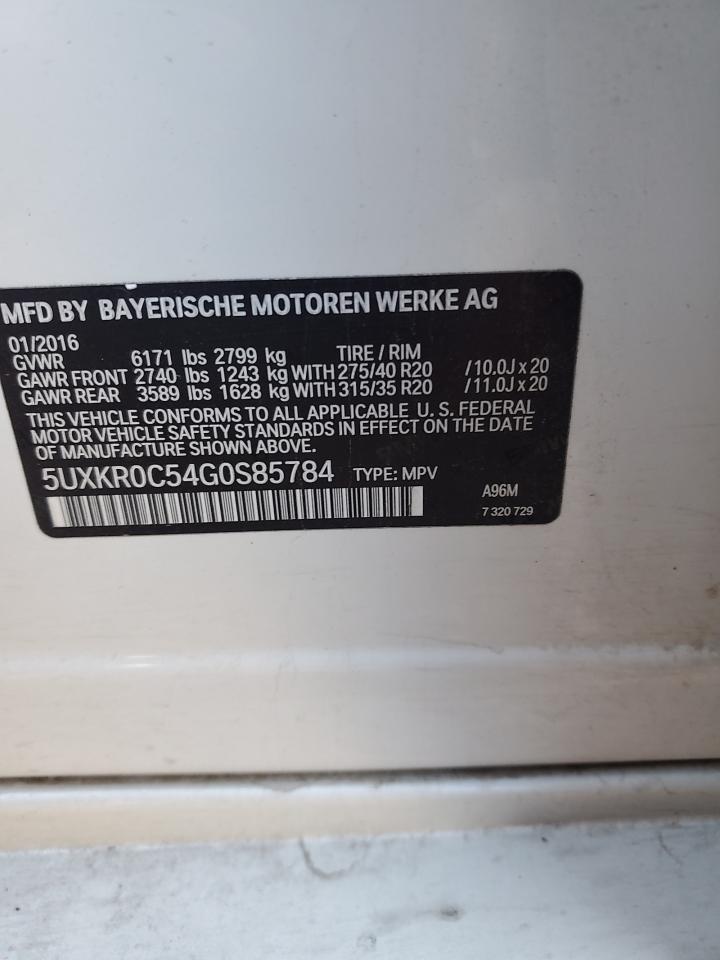 MFD BY BAYERISCHE MOTOREN WERKE AG
01/2016
GVWR 6171 lbs 2799 kg TIRE / RIM
GAWR FRONT 2740 lbs 1243 kg WITH 275/40 R20 /10.0J x 20
GAWR REAR 3589 lbs 1628 kg WITH 315/35 R20 /11.0J x 20
THIS VEHICLE CONFORMS TO ALL APPLICABLE U. S. FEDERAL
MOTOR VEHICLE SAFETY STANDARDS IN EFFECT ON THE DATE
OF MANUFACTURE SHOWN ABOVE.
5UXKR0C54G0S85784 TYPE: MPV
A96M
7 320 729